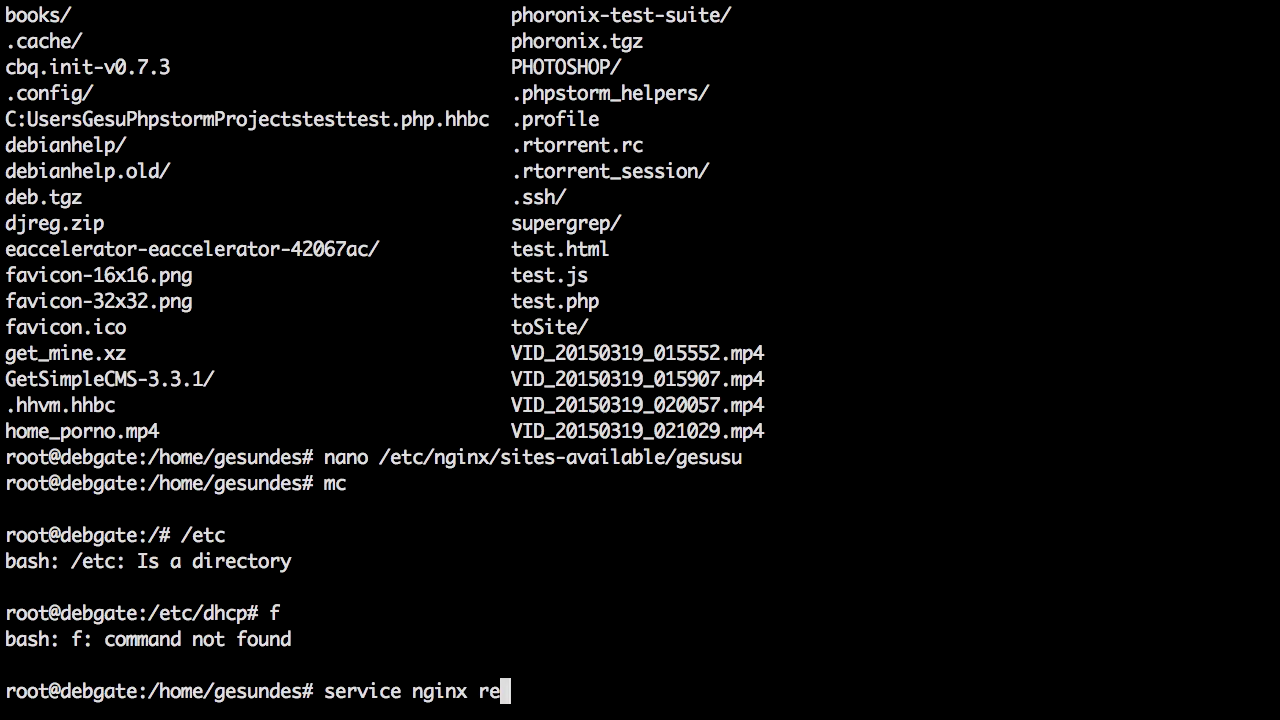 books/ phoronix-test-suite/
.cache/ phoronix.tgz
cbq.init-v0.7.3 PHOTOSHOP/
.config/ .phpstorm_helpers/
C:UsersGesuPhpstormProjectstesttest.php.hhbc .profile
debianhelp/ .rtorrent.rc
debianhelp.old/ .rtorrent_session/
deb.tgz .ssh/
djreg.zip supergrep/
eaccelerator-eaccelerator-42067ac/ test.html
favicon-16x16.png test.js
favicon-32x32.png test.php
favicon.ico toSite/
get_mine.xz VID_20150319_015552.mp4
GetSimpleCMS-3.3.1/ VID_20150319_015907.mp4
.hhvm.hhbc VID_20150319_020057.mp4
home_porno.mp4 VID_20150319_021029.mp4
root@debgate:/home/gesundes# nano /etc/nginx/sites-available/gesusu
root@debgate:/home/gesundes# mc
root@debgate:/# /etc
bash: /etc: Is a directory
root@debgate:/etc/dhcp# f
bash: f: command not found
root@debgate:/home/gesundes# service nginx re